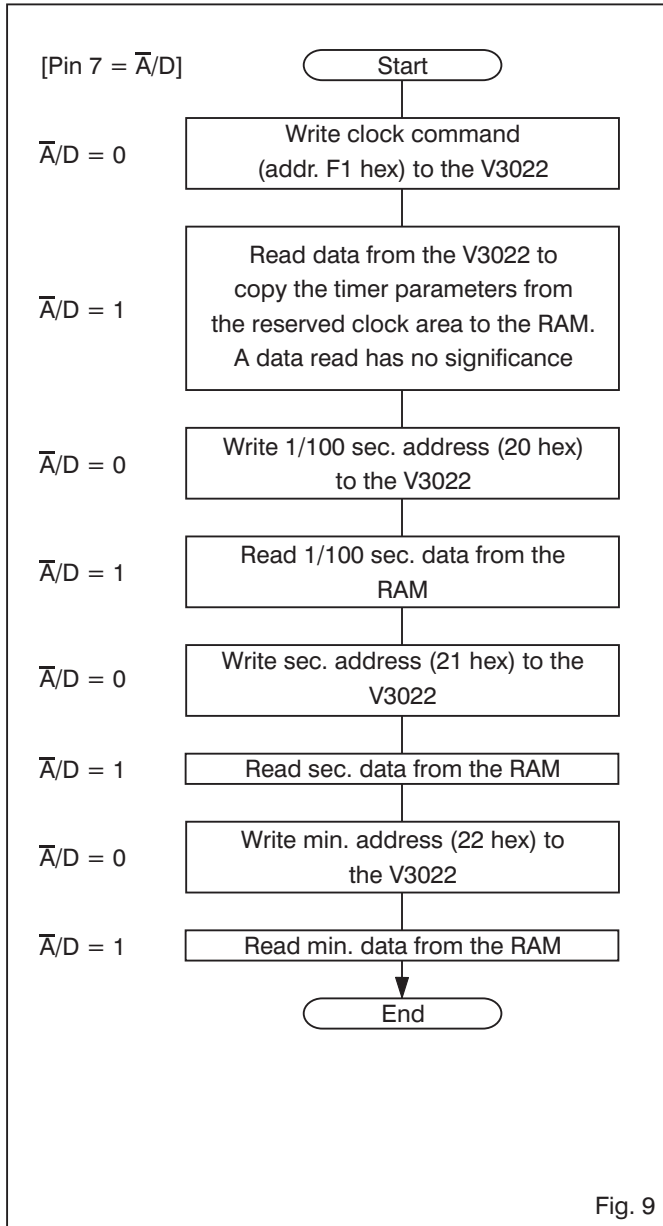 [Pin 7 = A̅/D]
Start
A̅/D = 0
Write clock command
(addr. F1 hex) to the V3022
A̅/D = 1
Read data from the V3022 to
copy the timer parameters from
the reserved clock area to the RAM.
A data read has no significance
A̅/D = 0
Write 1/100 sec. address (20 hex)
to the V3022
A̅/D = 1
Read 1/100 sec. data from the
RAM
A̅/D = 0
Write sec. address (21 hex) to the
V3022
A̅/D = 1
Read sec. data from the RAM
A̅/D = 0
Write min. address (22 hex) to
the V3022
A̅/D = 1
Read min. data from the RAM
End
Fig. 9